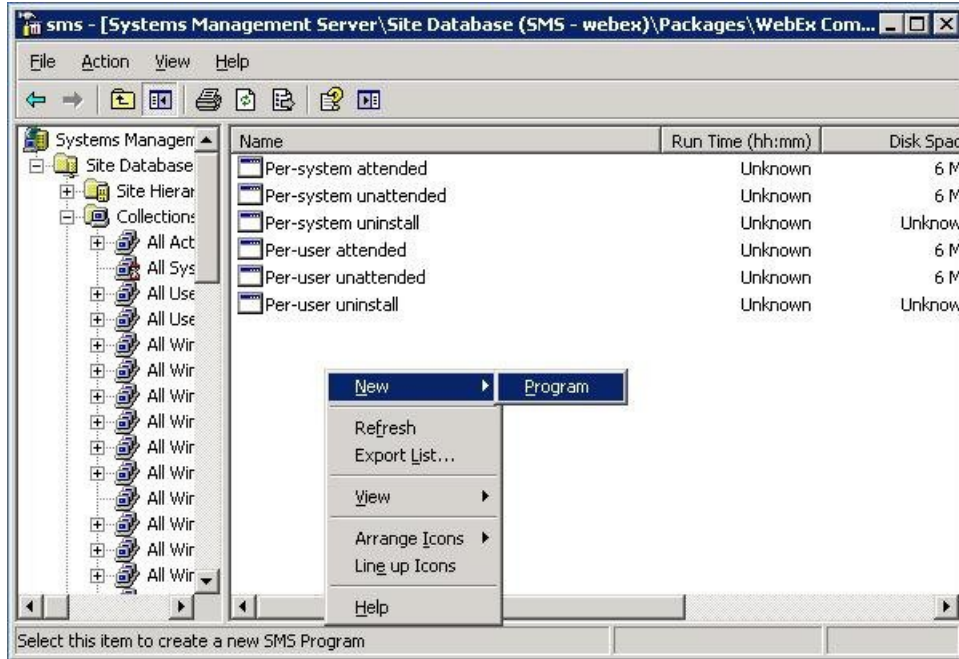 sms - [Systems Management Server\Site Database (SMS - webex)\Packages\WebEx Com...
File Action View Help
Systems Managem
Site Database
Site Hierar
Collections
All Act
All Sys
All Use
All Use
All Wir
All Wir
All Wir
All Wir
All Wir
All Wir
All Wir
All Wir
All Wir
All Wir
Name Run Time (hh:mm) Disk Spac
Per-system attended Unknown 6 M
Per-system unattended Unknown 6 M
Per-system uninstall Unknown Unknow
Per-user attended Unknown 6 M
Per-user unattended Unknown 6 M
Per-user uninstall Unknown Unknow
New Program
Refresh
Export List...
View
Arrange Icons
Line up Icons
Help
Select this item to create a new SMS Program